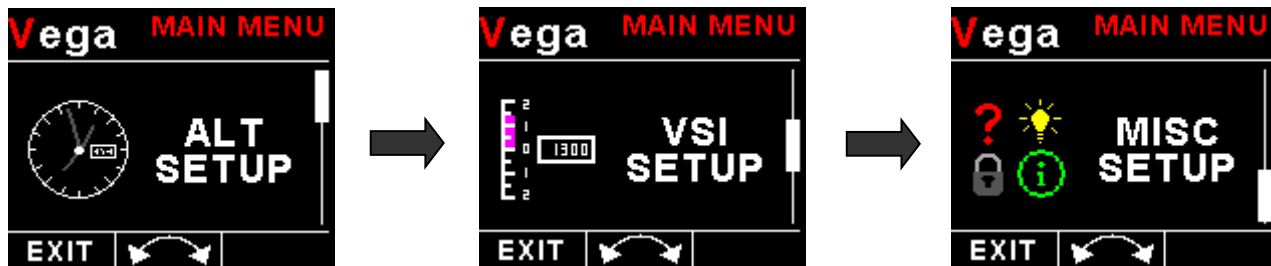 Vega MAIN MENU
ALT
SETUP
EXIT
Vega MAIN MENU
2
1
0
1
2
1300
VSI
SETUP
EXIT
Vega MAIN MENU
?
i
MISC
SETUP
EXIT